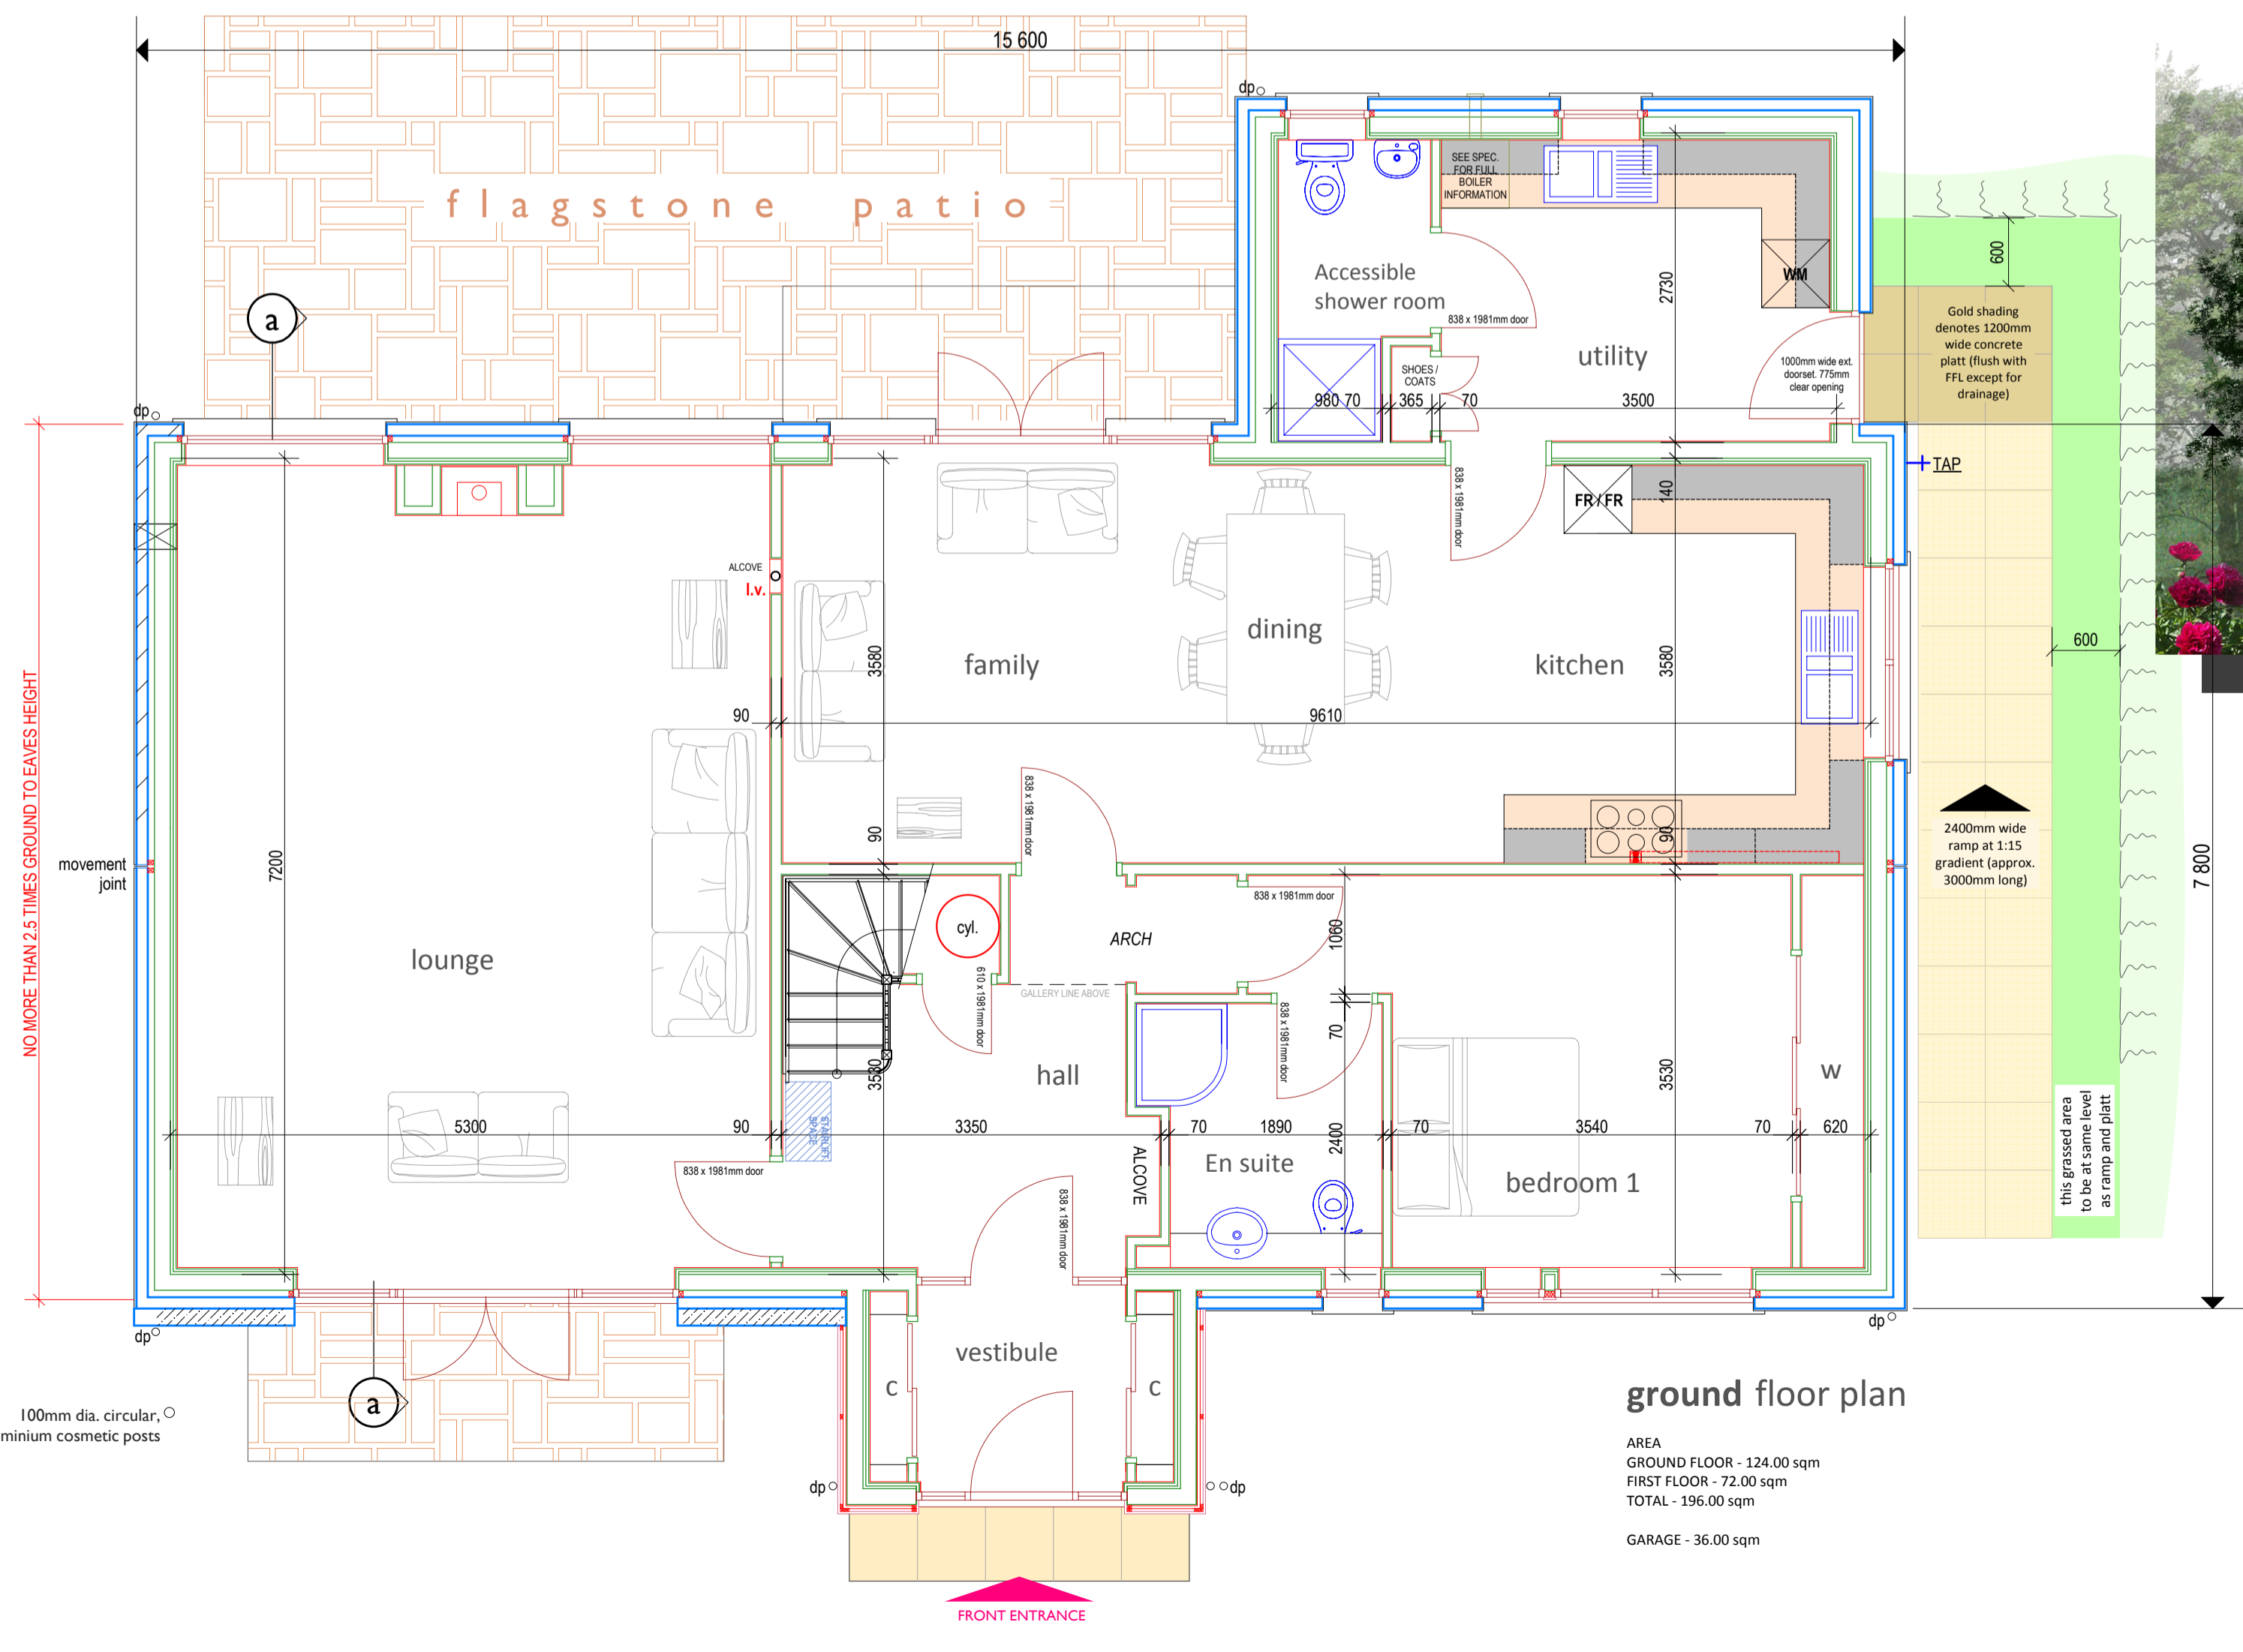 15 600
dp
flagstone patio
a
dp
SEE SPEC.
FOR FULL
BOILER
INFORMATION
Accessible
shower room
838 x 1981mm door
2730
WM
utility
SHOES /
COATS
980 70
365
70
3500
1000mm wide ext.
doorset. 775mm
clear opening
600
Gold shading
denotes 1200mm
wide concrete
platt (flush with
FFL except for
drainage)
TAP
838 x 1981mm door
FR / FR
140
ALCOVE
l.v.
family
dining
kitchen
3580
3580
90
9610
600
NO MORE THAN 2.5 TIMES GROUND TO EAVES HEIGHT
movement
joint
7200
90
838 x 1981mm door
90
2400mm wide
ramp at 1:15
gradient (approx.
3000mm long)
7 800
lounge
cyl.
610 x 1981mm door
GALLERY LINE ABOVE
ARCH
838 x 1981mm door
1060
70
838 x 1981mm door
hall
3530
3530
w
STAIRLIFT
SPACE
5300
90
3350
70
1890
2400
70
3540
70
620
838 x 1981mm door
ALCOVE
En suite
bedroom 1
838 x 1981mm door
this grassed area
to be at same level
as ramp and platt
dp
dp
vestibule
c
c
a
100mm dia. circular,
minium cosmetic posts
dp
dp
FRONT ENTRANCE
ground floor plan
AREA
GROUND FLOOR - 124.00 sqm
FIRST FLOOR - 72.00 sqm
TOTAL - 196.00 sqm
GARAGE - 36.00 sqm